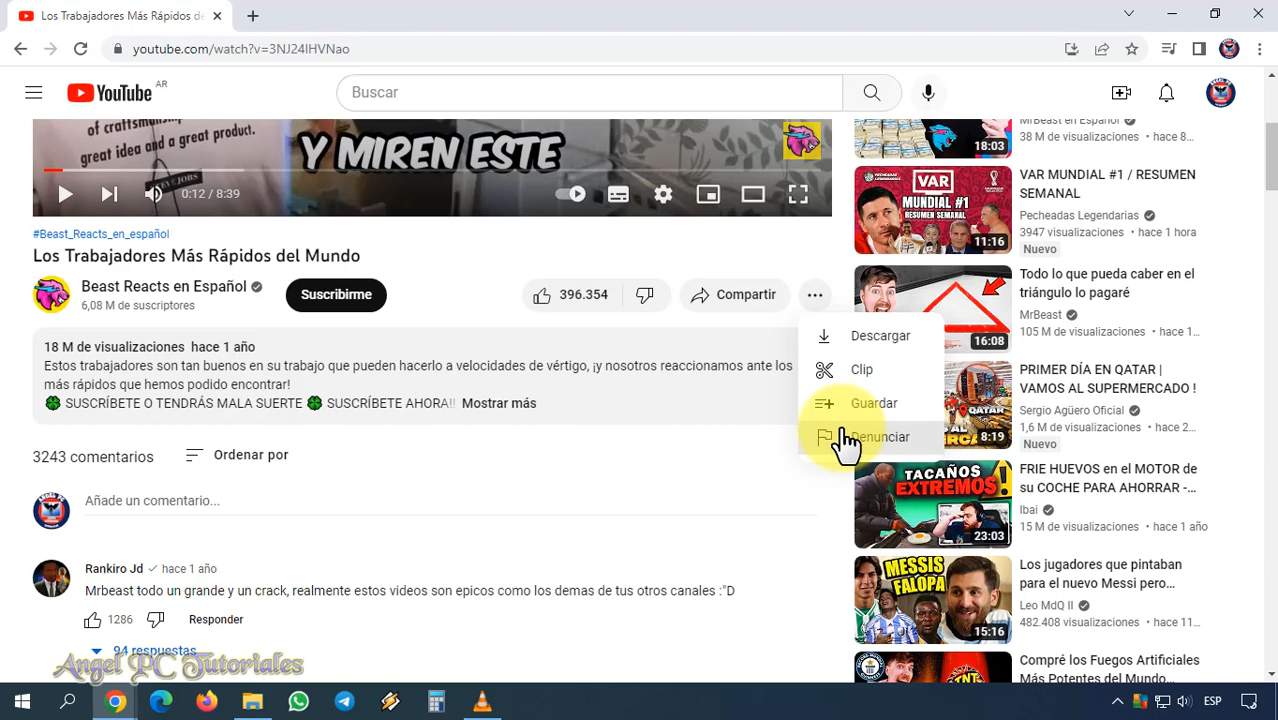 Los Trabajadores Más Rápidos de
youtube.com/watch?v=3NJ24lHVNao
YouTube AR
Buscar
of craftsma
great idea and a great product.
Y MIREN ESTE
0:12 / 8:39
#Beast_Reacts_en_español
Los Trabajadores Más Rápidos del Mundo
Beast Reacts en Español
6,08 M de suscriptores
Suscribirme
396.354
Compartir
18 M de visualizaciones hace 1 año
Estos trabajadores son tan buenos en su trabajo que pueden hacerlo a velocidades de vértigo, ¡y nosotros reaccionamos ante los
más rápidos que hemos podido encontrar!
🍀 SUSCRÍBETE O TENDRÁS MALA SUERTE 🍀 SUSCRÍBETE AHORA!! Mostrar más
Descargar
Clip
Guardar
Denunciar
3243 comentarios
Ordenar por
Añade un comentario...
Rankiro Jd hace 1 año
Mrbeast todo un grande y un crack, realmente estos videos son epicos como los demas de tus otros canales :"D
1286
Responder
94 respuestas
Angel PC Tutoriales
MrBeast en Español
38 M de visualizaciones • hace 8...
18:03
VAR
MUNDIAL #1
RESUMEN
SEMANAL
11:16
VAR MUNDIAL #1 / RESUMEN
SEMANAL
Pecheadas Legendarias
3947 visualizaciones • hace 1 hora
Nuevo
16:08
Todo lo que pueda caber en el
triángulo lo pagaré
MrBeast
105 M de visualizaciones • hace 1...
QATAR
8:19
PRIMER DÍA EN QATAR |
VAMOS AL SUPERMERCADO !
Sergio Agüero Oficial
1,6 M de visualizaciones • hace 2...
Nuevo
TACAÑOS
EXTREMOS
23:03
FRIE HUEVOS en el MOTOR de
su COCHE PARA AHORRAR -...
Ibai
15 M de visualizaciones • hace 1 año
MESSIS
FALOPA
15:16
Los jugadores que pintaban
para el nuevo Messi pero...
Leo MdQ II
482.408 visualizaciones • hace 11...
TNT
Compré los Fuegos Artificiales
Más Potentes del Mundo!
ESP